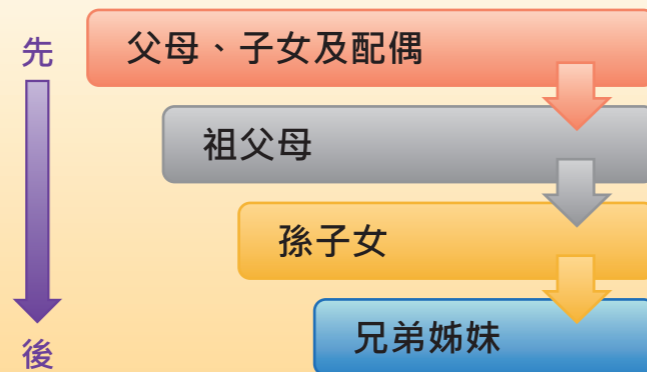 先
父母、子女及配偶
祖父母
孫子女
兄弟姊妹
後